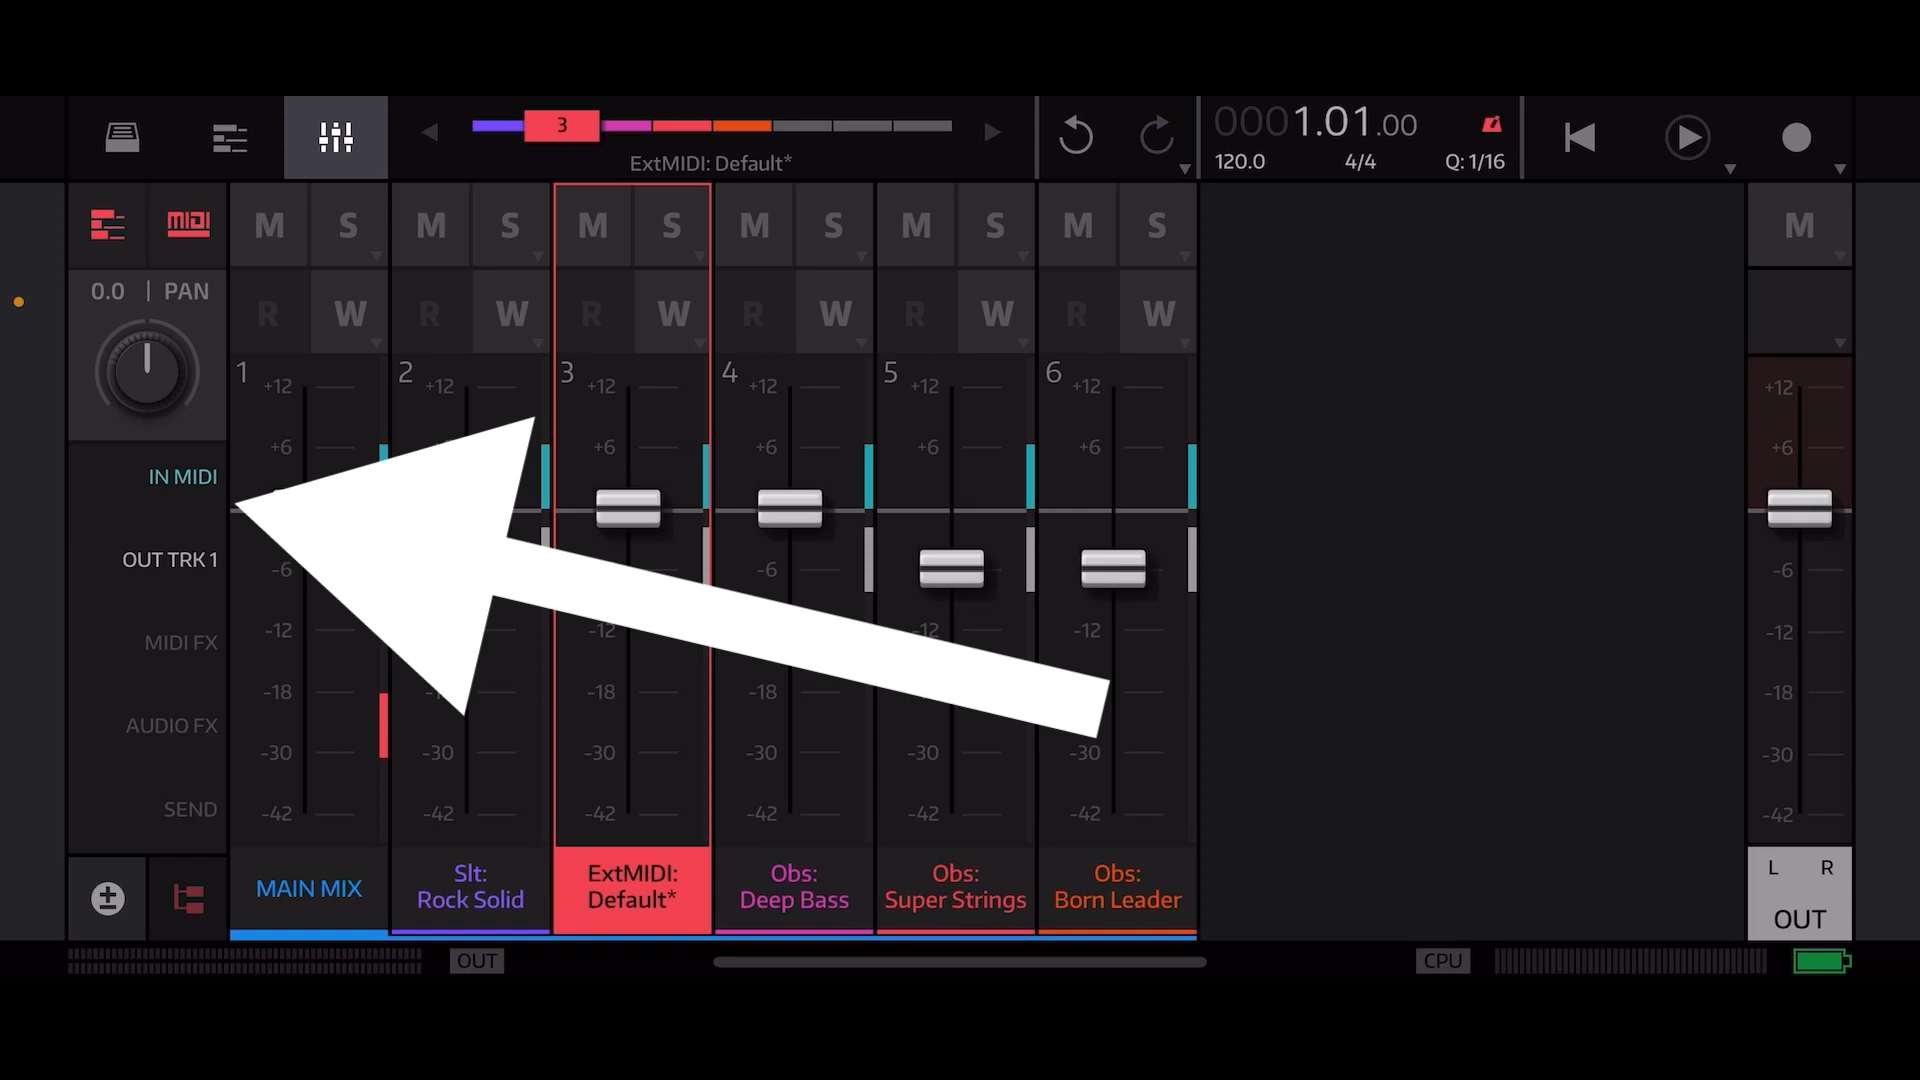 3
ExtMIDI: Default*
0001.01.00
120.0 4/4 Q: 1/16
MIDI M S M S M S M S M S M S M
0.0 | PAN
R W R W R W R W R W R W
1 2 3 4 5 6
+12 +12 +12 +12 +12 +12 +12
+6 +6 +6 +6 +6 +6
IN MIDI
OUT TRK 1
-6 -6 -6
-12 -12 -12 -12 -12
MIDI FX
-18 -18 -18 -18
AUDIO FX
-30 -30 -30 -30 -30 -30
SEND
-42 -42 -42 -42 -42 -42 -42
MAIN MIX
Slt:
Rock Solid
ExtMIDI:
Default*
Obs:
Deep Bass
Obs:
Super Strings
Obs:
Born Leader
L R
OUT
OUT
CPU